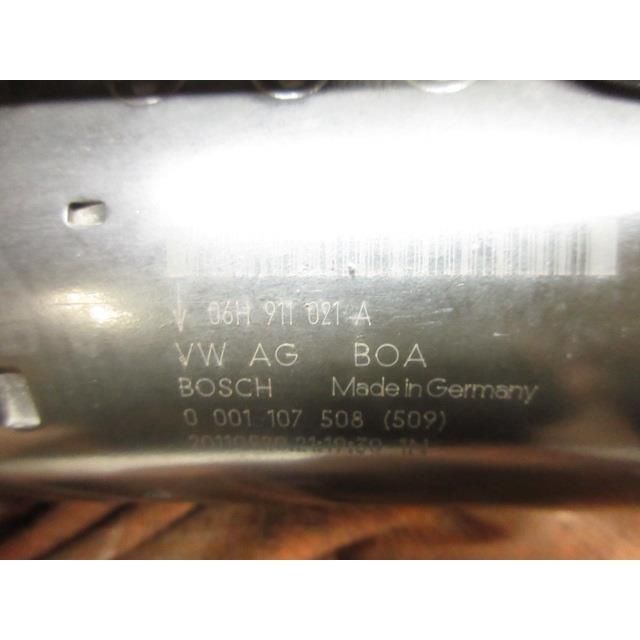 06H 911 021 A
VW AG BOA
BOSCH Made in Germany
0 001 107 508 (509)